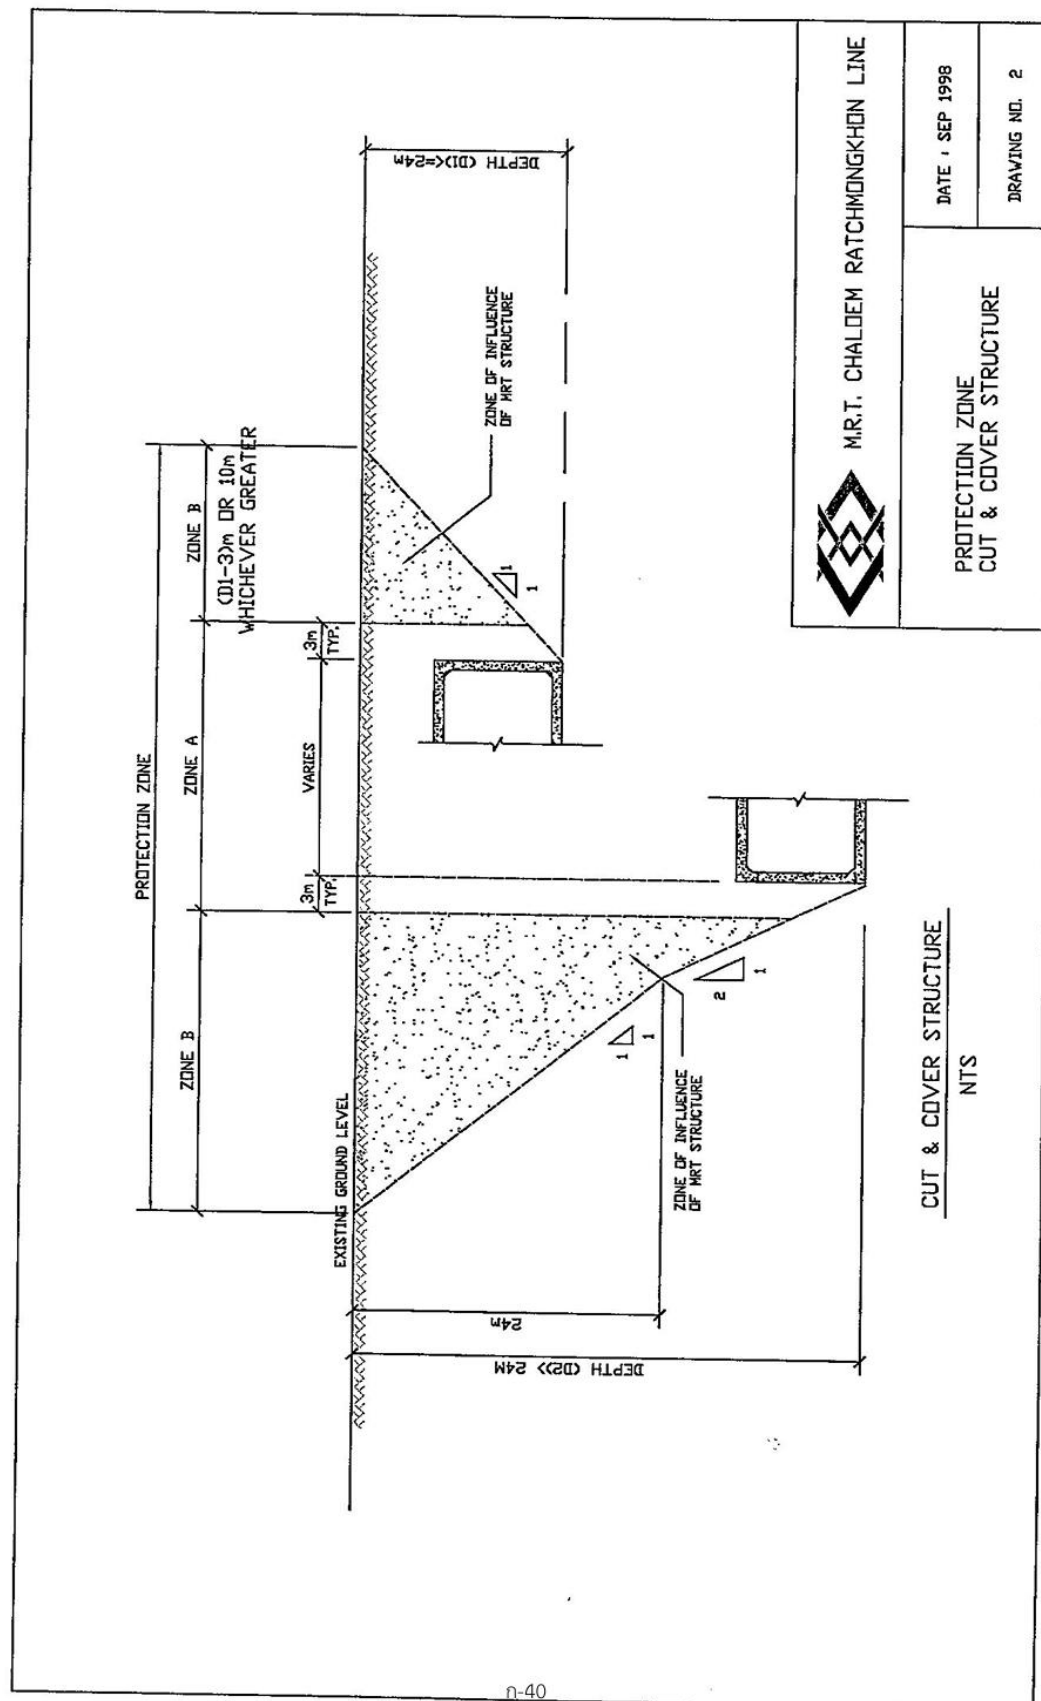 PROTECTION ZONE
ZONE B
ZONE A
ZONE B
(D1-3)m OR 10m
WHICHEVER GREATER
3m
TYP.
VARIES
3m
TYP.
EXISTING GROUND LEVEL
DEPTH (D1)<=24m
ZONE OF INFLUENCE
OF MRT STRUCTURE
1
1
24m
DEPTH (D2)> 24M
1
1
2
1
ZONE OF INFLUENCE
OF MRT STRUCTURE
CUT & COVER STRUCTURE
NTS
M.R.T. CHALOEM RATCHMONGKHON LINE
PROTECTION ZONE
CUT & COVER STRUCTURE
DATE : SEP 1998
DRAWING NO. 2
ก-40